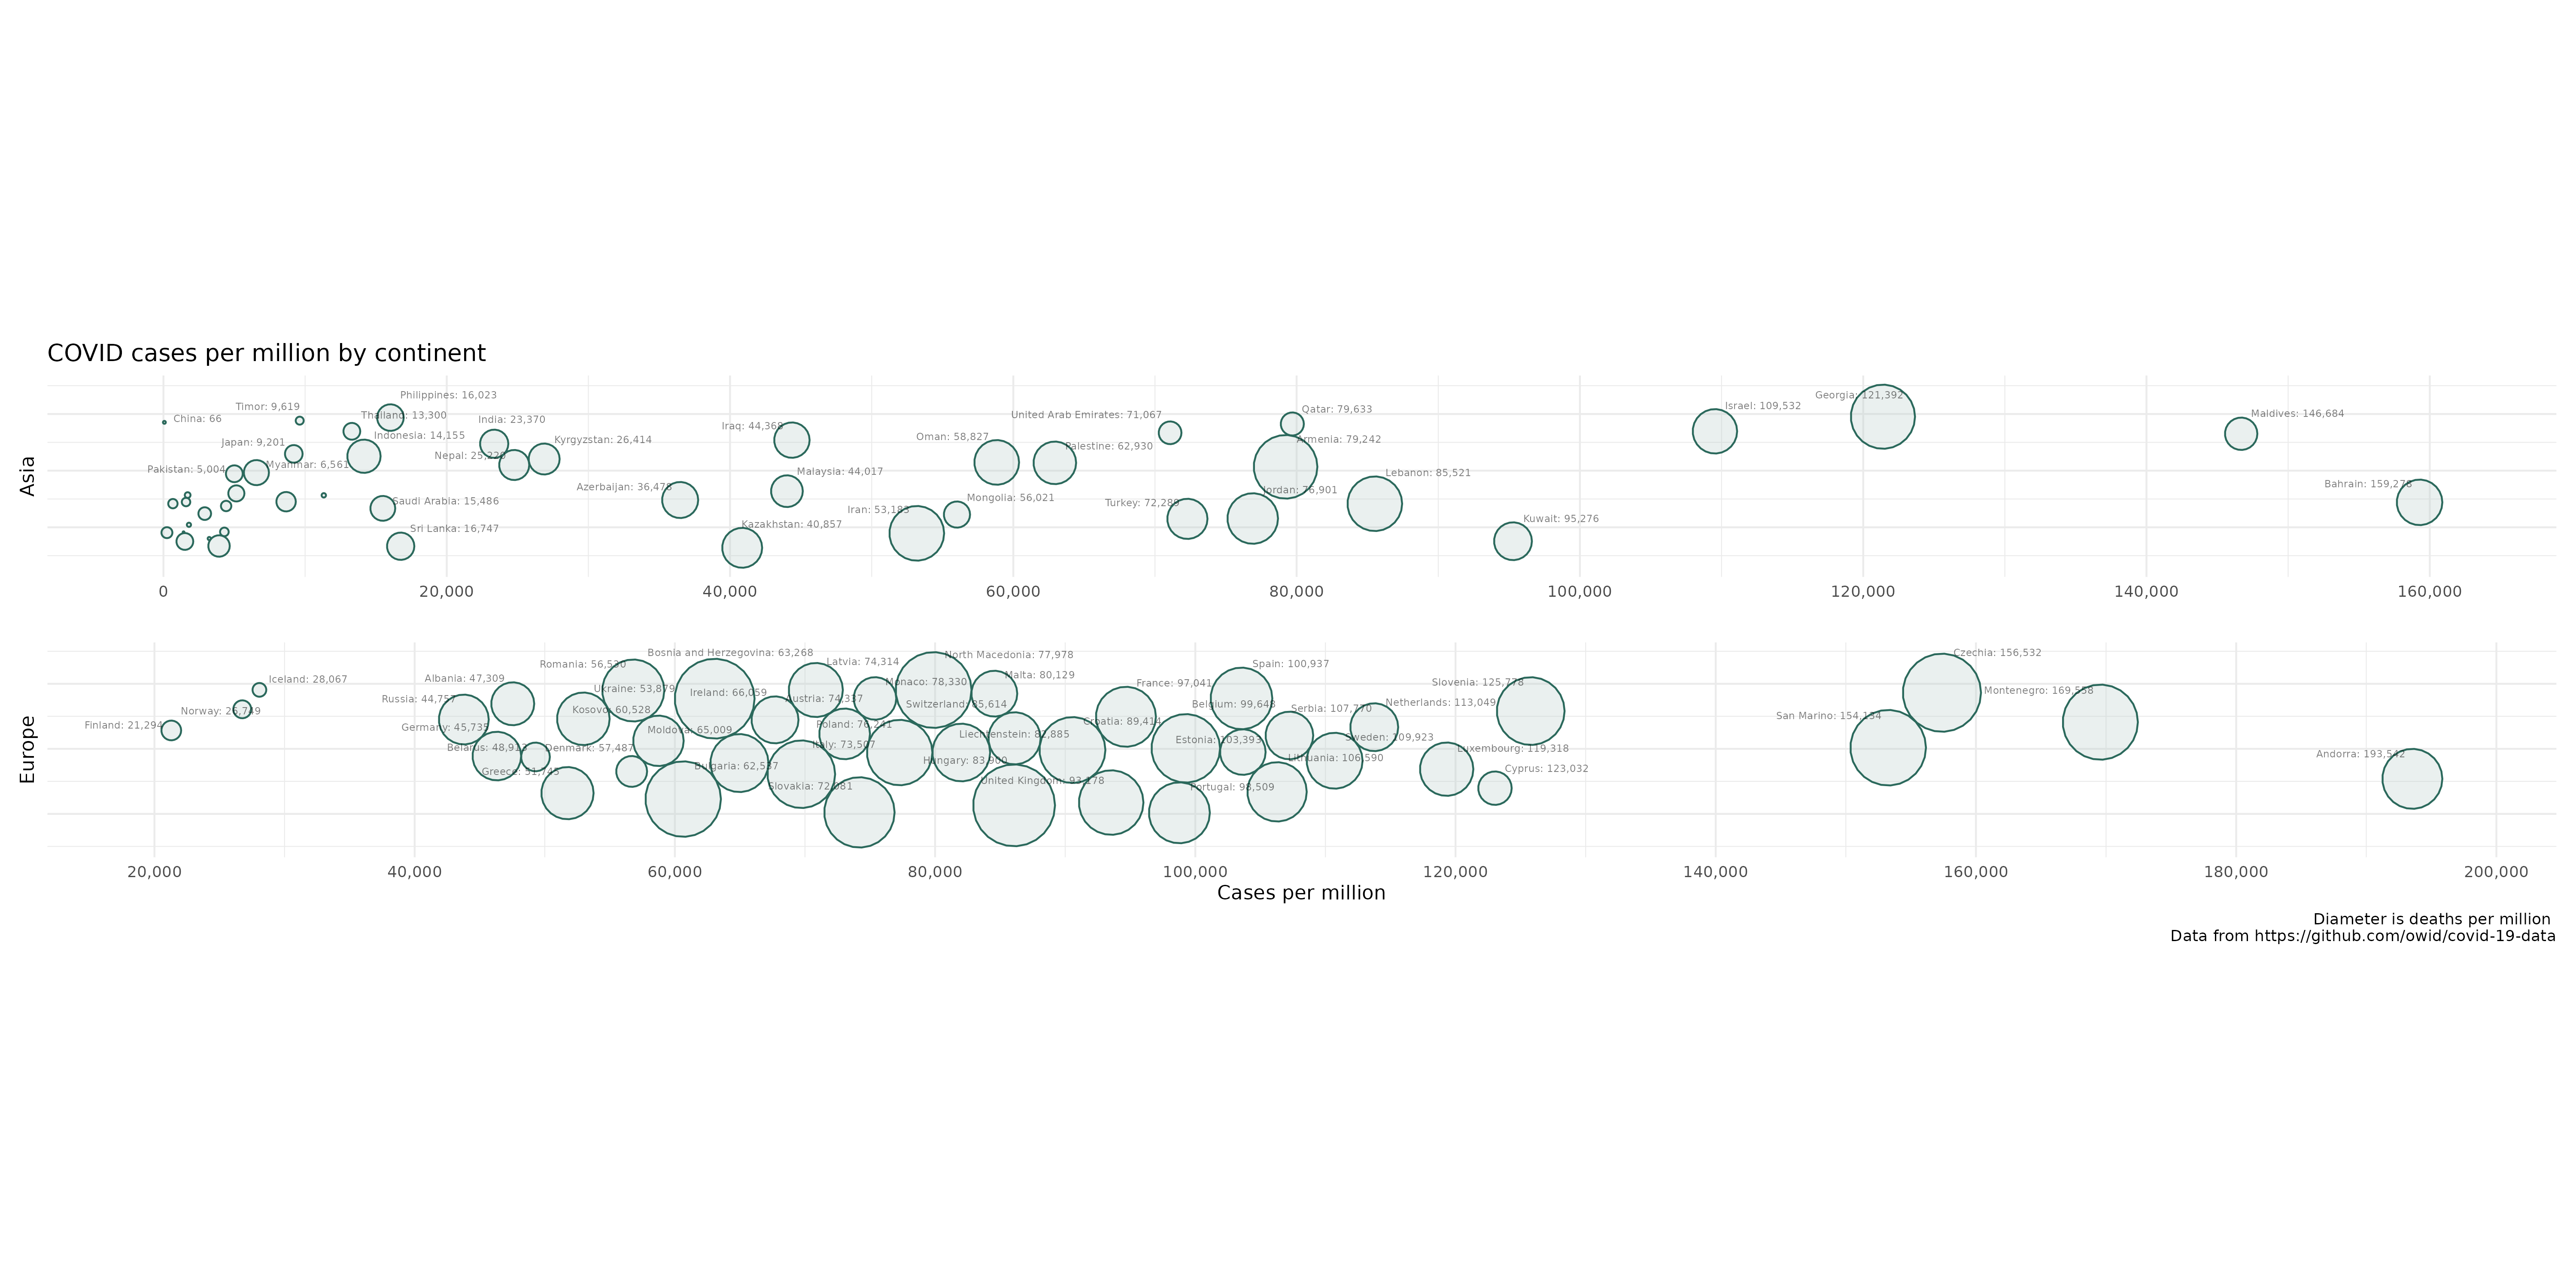 COVID cases per million by continent
Asia
Philippines: 16,023
Timor: 9,619
Thailand: 13,300
China: 66
India: 23,370
Japan: 9,201
Indonesia: 14,155
Kyrgyzstan: 26,414
Nepal: 25,226
Pakistan: 5,004
Myanmar: 6,561
Saudi Arabia: 15,486
Sri Lanka: 16,747
Iraq: 44,368
Malaysia: 44,017
Azerbaijan: 36,478
Kazakhstan: 40,857
Iran: 53,183
Mongolia: 56,021
Oman: 58,827
Palestine: 62,930
United Arab Emirates: 71,067
Qatar: 79,633
Armenia: 79,242
Turkey: 72,289
Jordan: 76,901
Lebanon: 85,521
Kuwait: 95,276
Israel: 109,532
Georgia: 121,392
Maldives: 146,684
Bahrain: 159,278
0 20,000 40,000 60,000 80,000 100,000 120,000 140,000 160,000
Europe
Iceland: 28,067
Norway: 26,749
Finland: 21,294
Romania: 56,530
Albania: 47,309
Russia: 44,757
Germany: 45,735
Belarus: 48,913
Greece: 51,743
Denmark: 57,487
Bosnia and Herzegovina: 63,268
Ukraine: 53,879
Kosovo: 60,528
Ireland: 66,059
Moldova: 65,009
Bulgaria: 62,537
Latvia: 74,314
Austria: 74,337
Poland: 76,241
Italy: 73,507
Slovakia: 72,081
North Macedonia: 77,978
Monaco: 78,330
Malta: 80,129
Switzerland: 85,614
Liechtenstein: 82,885
Hungary: 83,900
United Kingdom: 93,178
Croatia: 89,414
France: 97,041
Spain: 100,937
Belgium: 99,648
Estonia: 103,393
Portugal: 98,509
Serbia: 107,770
Lithuania: 106,590
Sweden: 109,923
Netherlands: 113,049
Luxembourg: 119,318
Cyprus: 123,032
Slovenia: 125,778
Czechia: 156,532
San Marino: 154,134
Montenegro: 169,558
Andorra: 193,542
20,000 40,000 60,000 80,000 100,000 120,000 140,000 160,000 180,000 200,000
Cases per million
Diameter is deaths per million
Data from https://github.com/owid/covid-19-data